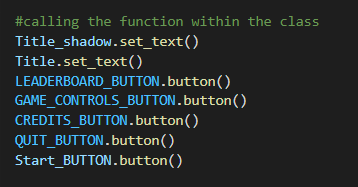 #calling the function within the class
Title_shadow.set_text()
Title.set_text()
LEADERBOARD_BUTTON.button()
GAME_CONTROLS_BUTTON.button()
CREDITS_BUTTON.button()
QUIT_BUTTON.button()
Start_BUTTON.button()